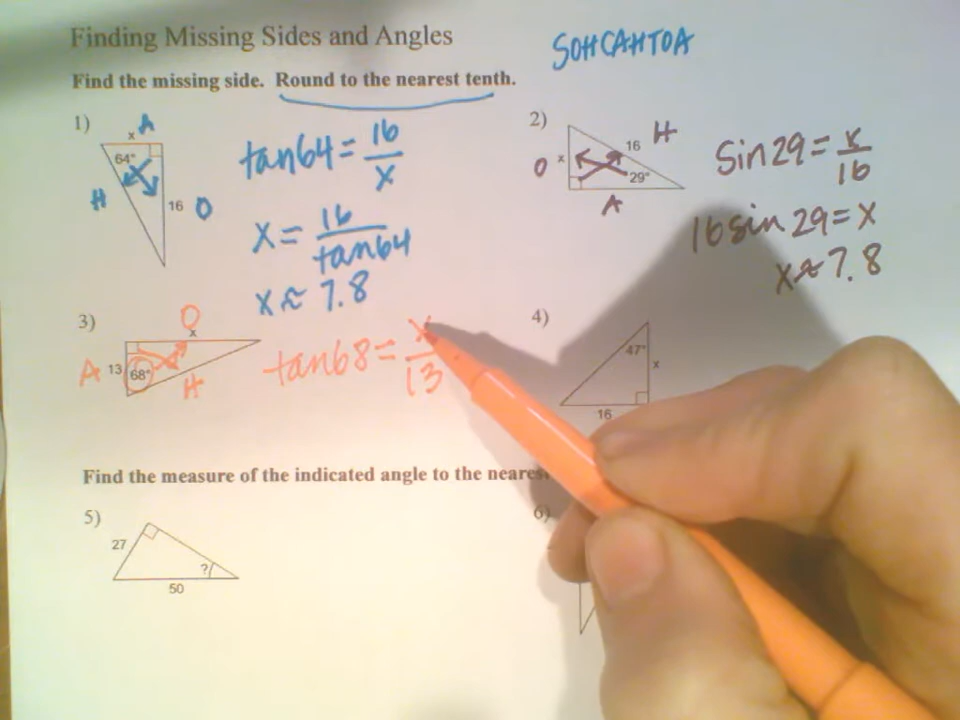 Finding Missing Sides and Angles
SOHCAHTOA
Find the missing side. Round to the nearest tenth.
1)
x A
64°
H
16 O
tan64 = 16/x
x = 16/tan64
x ≈ 7.8
2)
16 H
O x
29°
A
Sin29 = x/16
16sin 29 = x
x ≈ 7.8
3)
O
x
A 13 68°
H
tan68 = x/13
4)
47°
x
16
Find the measure of the indicated angle to the
5)
27
?
50
6)